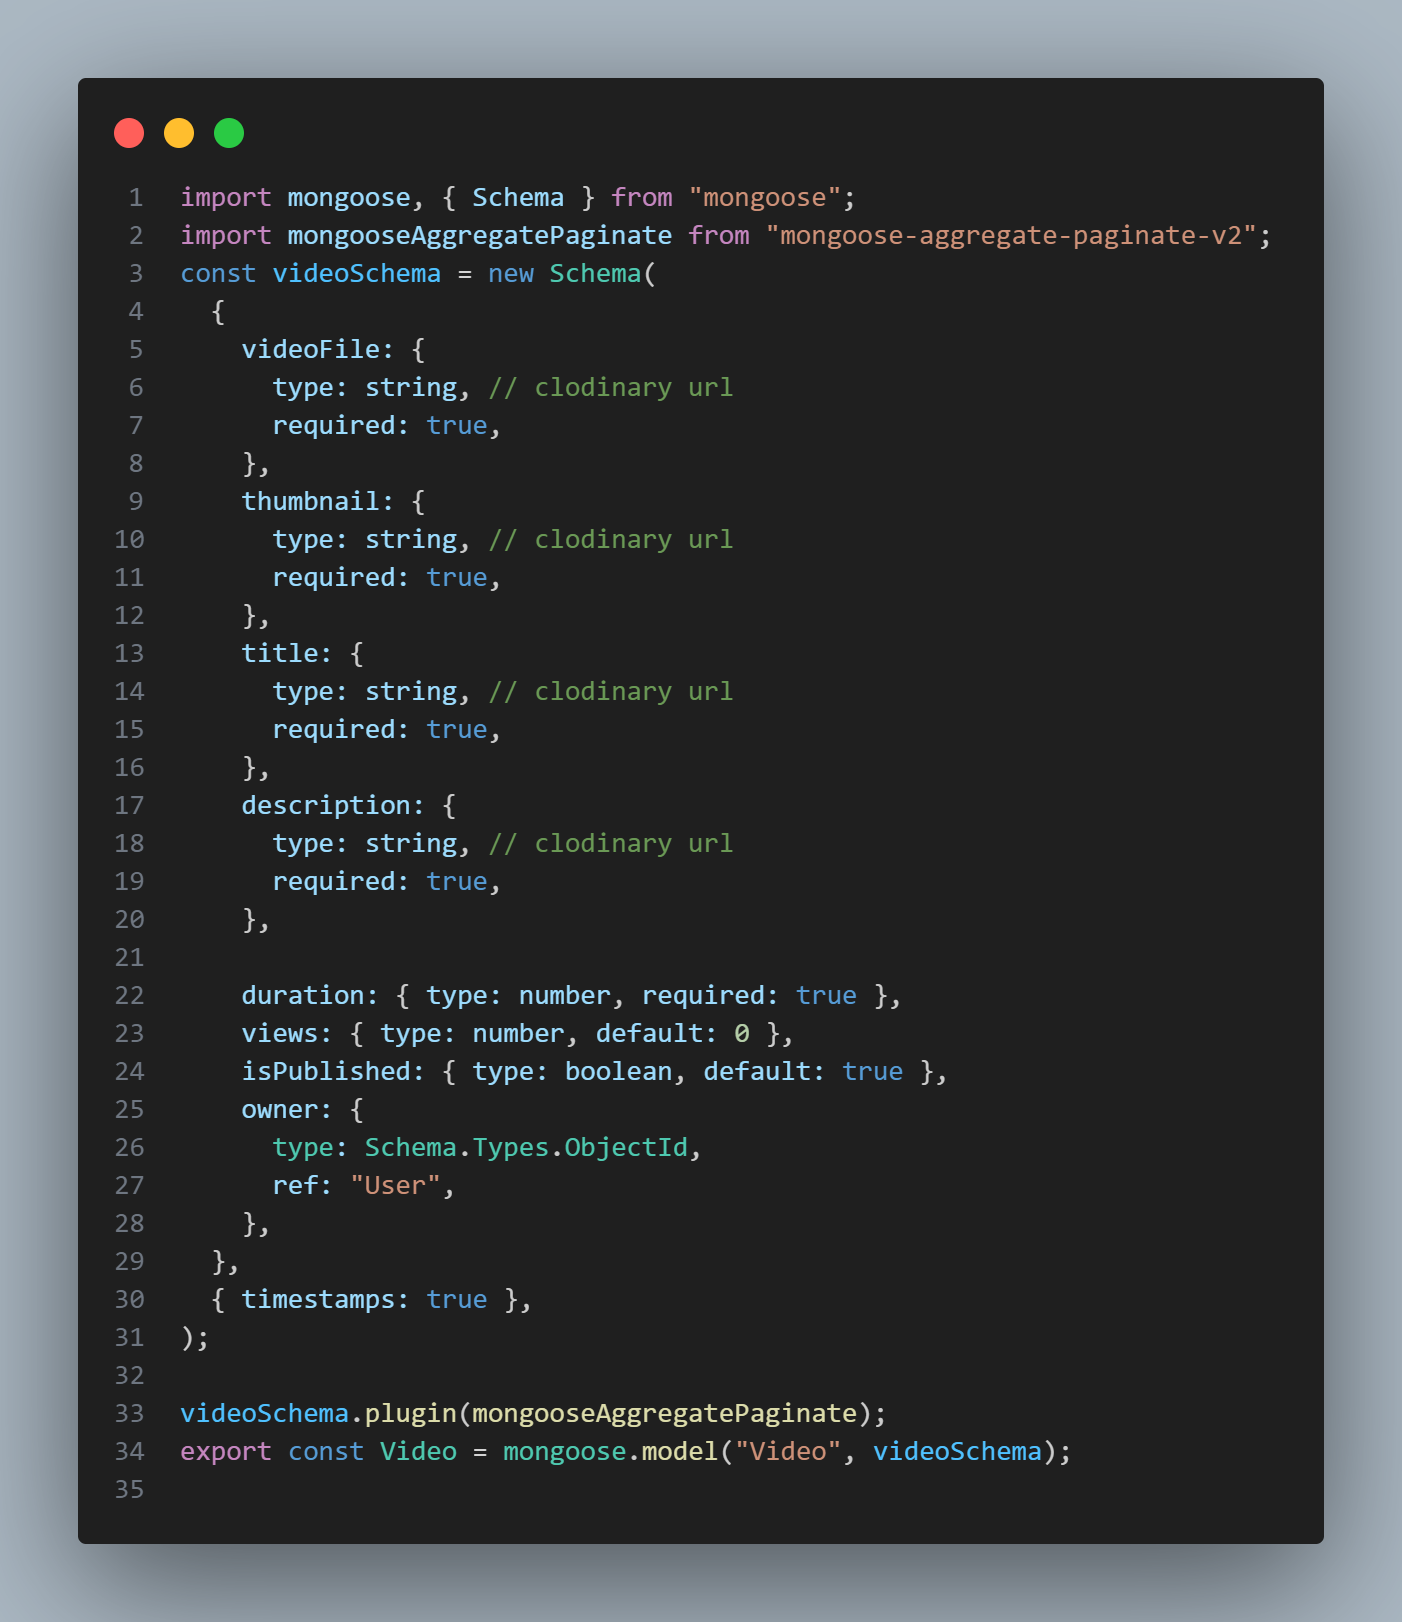 1 import mongoose, { Schema } from "mongoose";
2 import mongooseAggregatePaginate from "mongoose-aggregate-paginate-v2";
3 const videoSchema = new Schema(
4   {
5     videoFile: {
6       type: string, // clodinary url
7       required: true,
8     },
9     thumbnail: {
10       type: string, // clodinary url
11       required: true,
12     },
13     title: {
14       type: string, // clodinary url
15       required: true,
16     },
17     description: {
18       type: string, // clodinary url
19       required: true,
20     },
21
22     duration: { type: number, required: true },
23     views: { type: number, default: 0 },
24     isPublished: { type: boolean, default: true },
25     owner: {
26       type: Schema.Types.ObjectId,
27       ref: "User",
28     },
29   },
30   { timestamps: true },
31 );
32
33 videoSchema.plugin(mongooseAggregatePaginate);
34 export const Video = mongoose.model("Video", videoSchema);
35